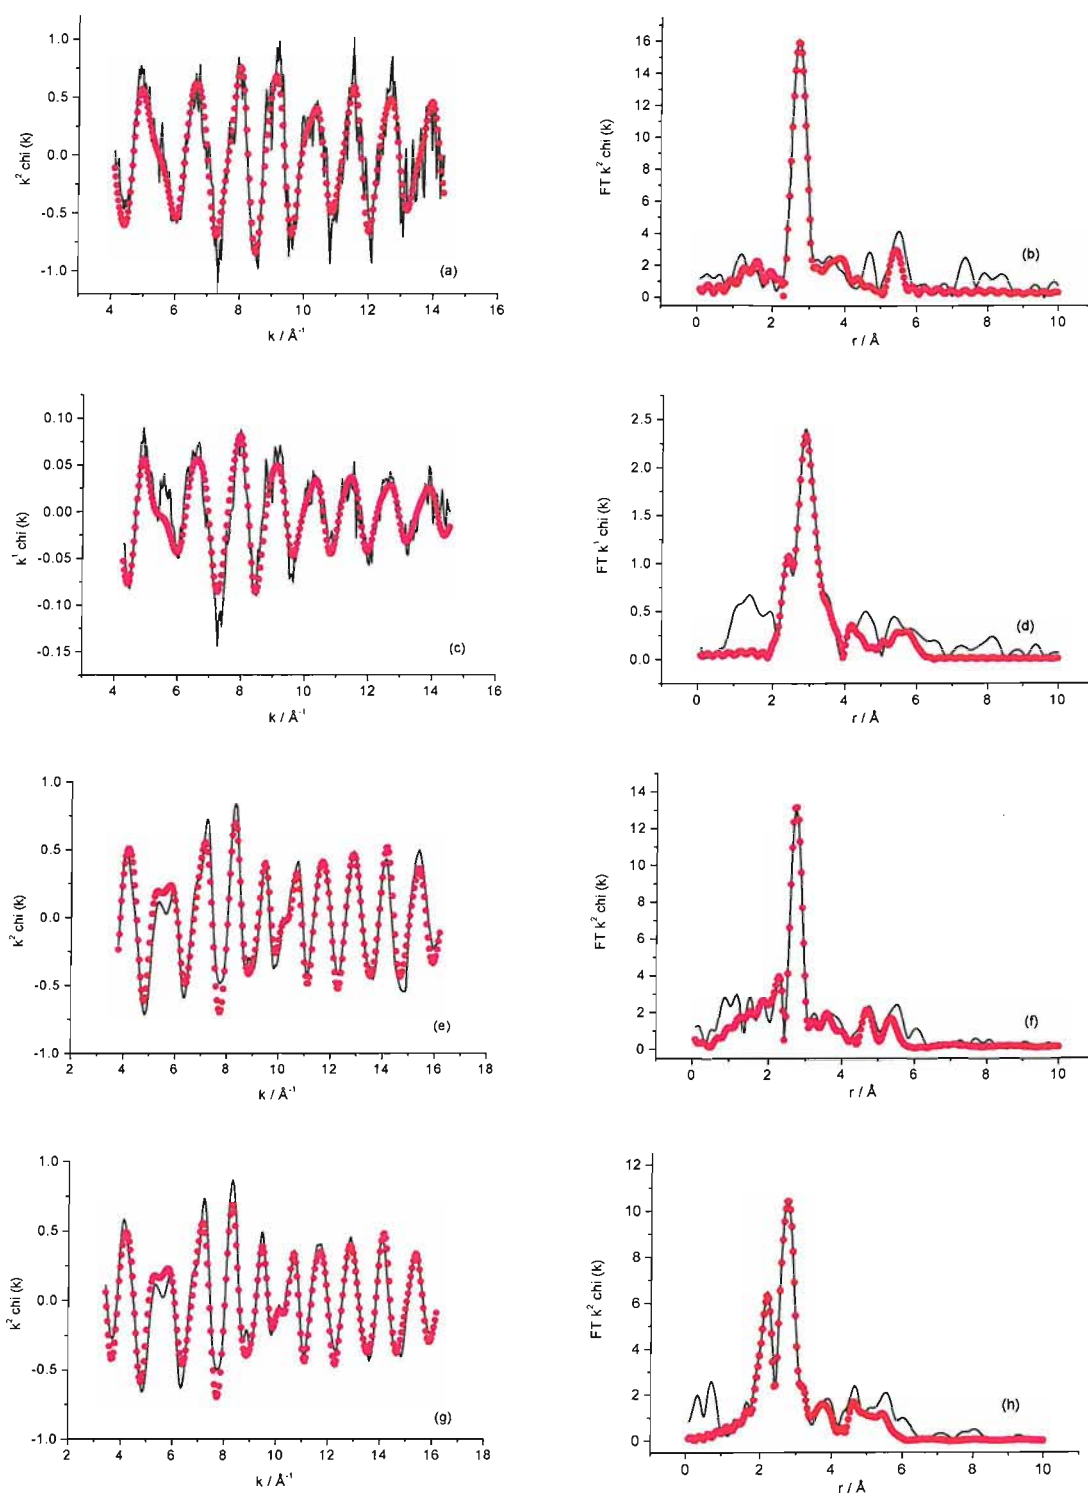 1.0
0.5
0.0
-0.5
-1.0
k² chi (k)
4 6 8 10 12 14 16
k / Å⁻¹
(a)
16
14
12
10
8
6
4
2
0
FT k² chi (k)
0 2 4 6 8 10
r / Å
(b)
0.10
0.05
0.00
-0.05
-0.10
-0.15
k¹ chi (k)
4 6 8 10 12 14 16
k / Å⁻¹
(c)
2.5
2.0
1.5
1.0
0.5
0.0
FT k¹ chi (k)
0 2 4 6 8 10
r / Å
(d)
1.0
0.5
0.0
-0.5
-1.0
k² chi (k)
2 4 6 8 10 12 14 16 18
k / Å⁻¹
(e)
14
12
10
8
6
4
2
0
FT k² chi (k)
0 2 4 6 8 10
r / Å
(f)
1.0
0.5
0.0
-0.5
-1.0
k² chi (k)
2 4 6 8 10 12 14 16 18
k / Å⁻¹
(g)
12
10
8
6
4
2
0
FT k² chi (k)
0 2 4 6 8 10
r / Å
(h)